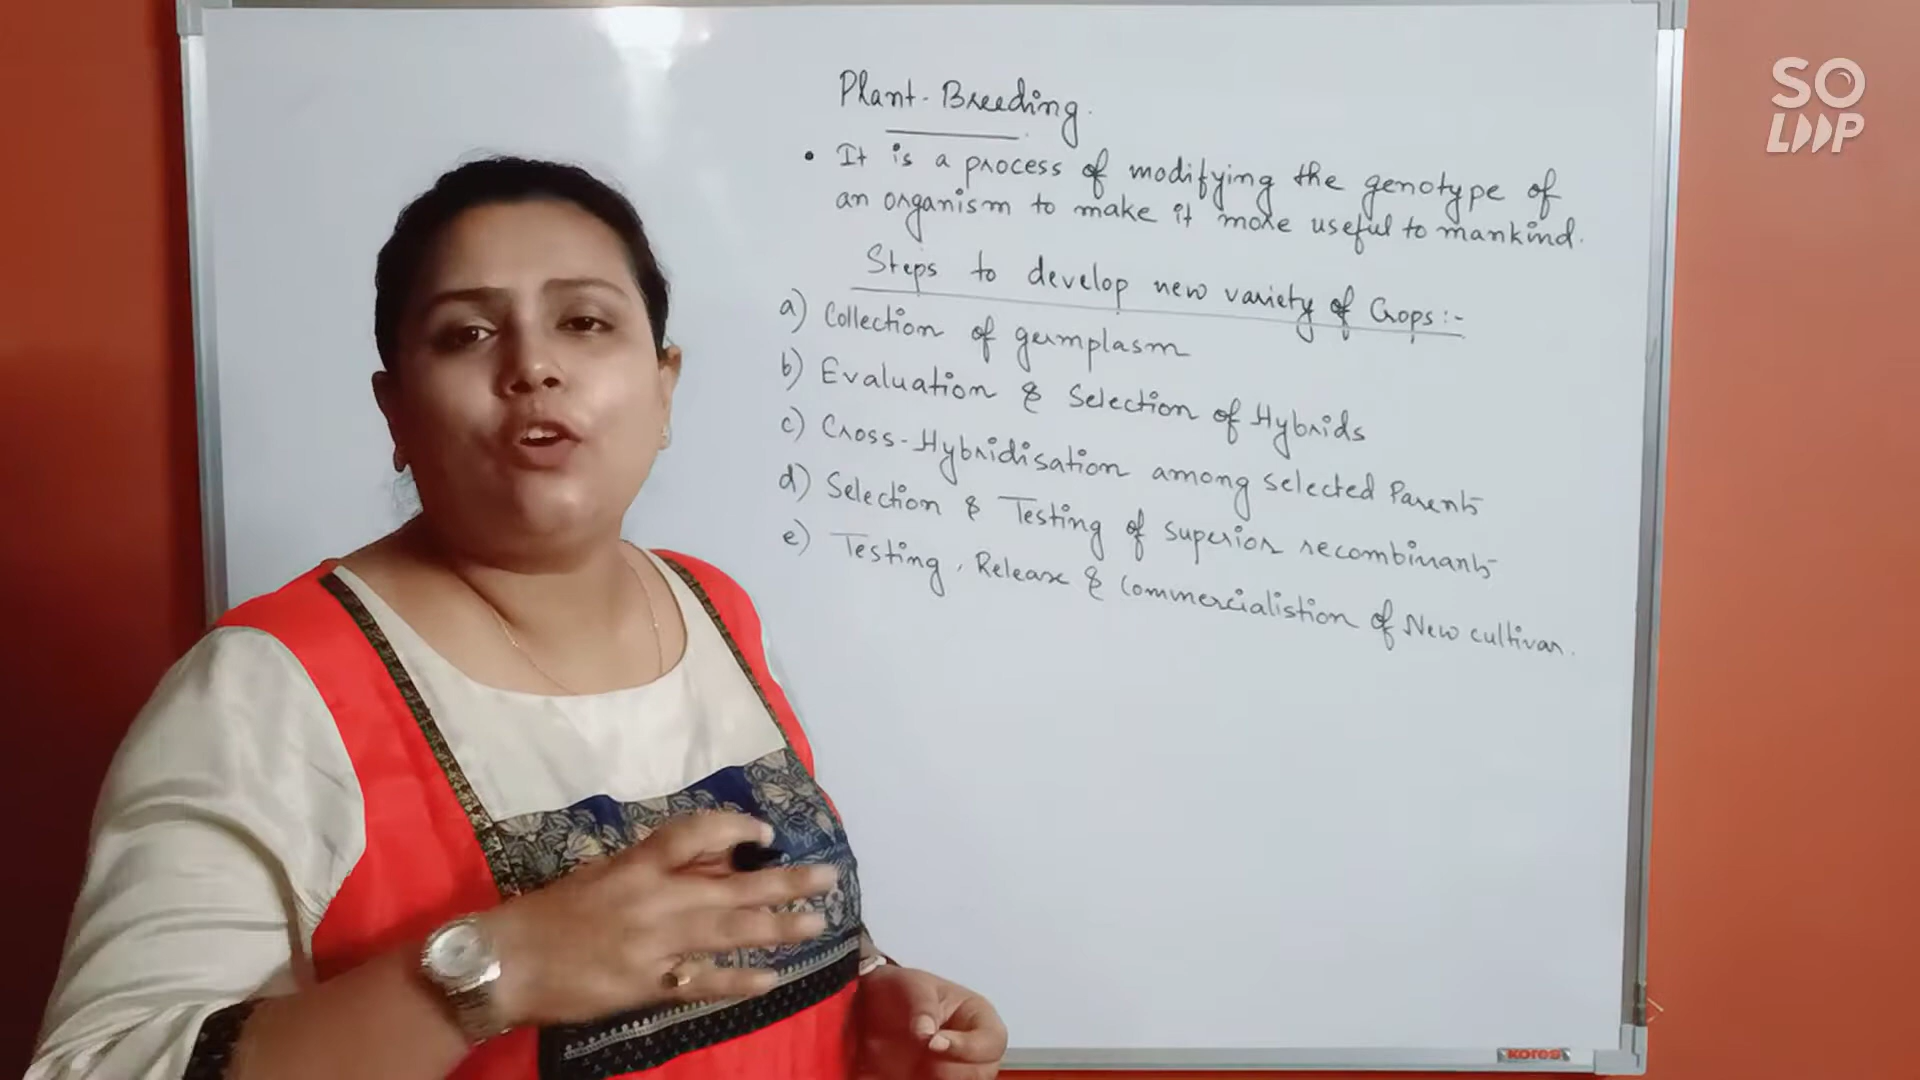 Plant-Breeding.
• It is a process of modifying the genotype of
an organism to make it more useful to mankind.
Steps to develop new variety of Crops:-
a) Collection of germplasm
b) Evaluation & Selection of Hybrids
c) Cross-Hybridisation among selected Parents
d) Selection & Testing of superior recombinants
e) Testing, Release & Commercialistion of New cultivar.
SO
LOOP
KORES